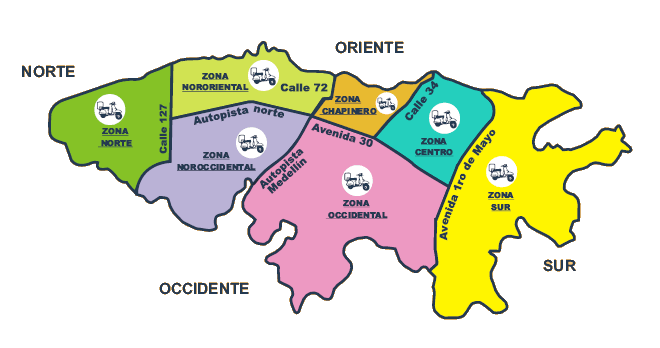 ORIENTE
NORTE
ZONA
NORORIENTAL
Calle 72
ZONA
CHAPINERO
Calle 34
Calle 127
Autopista norte
ZONA
NORTE
Avenida 30
ZONA
CENTRO
ZONA
NOROCCIDENTAL
Autopista
Medellín
Avenida 1ro de Mayo
ZONA
OCCIDENTAL
ZONA
SUR
SUR
OCCIDENTE